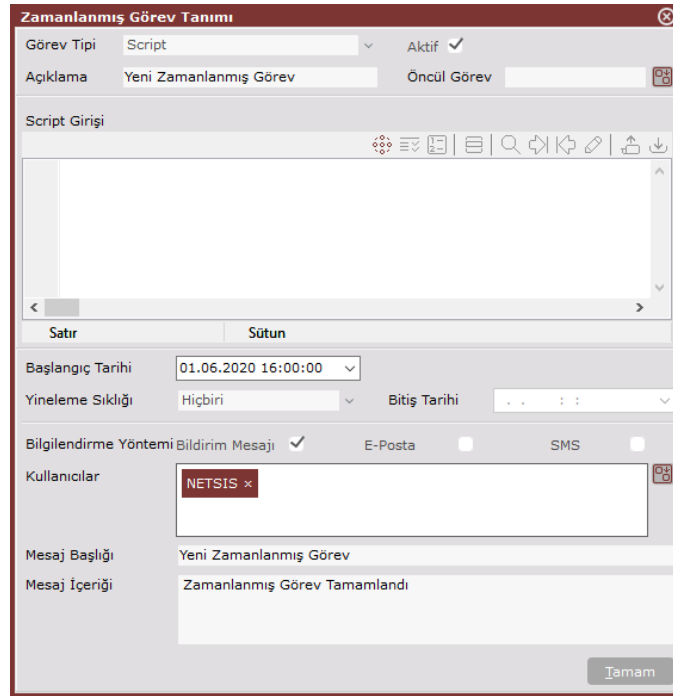 Zamanlanmış Görev Tanımı
Görev Tipi Script Aktif
Açıklama Yeni Zamanlanmış Görev Öncül Görev
Script Girişi
Satır Sütun
Başlangıç Tarihi 01.06.2020 16:00:00
Yineleme Sıklığı Hiçbiri Bitiş Tarihi . . : :
Bilgilendirme Yöntemi Bildirim Mesajı E-Posta SMS
Kullanıcılar NETSIS ×
Mesaj Başlığı Yeni Zamanlanmış Görev
Mesaj İçeriği Zamanlanmış Görev Tamamlandı
Tamam